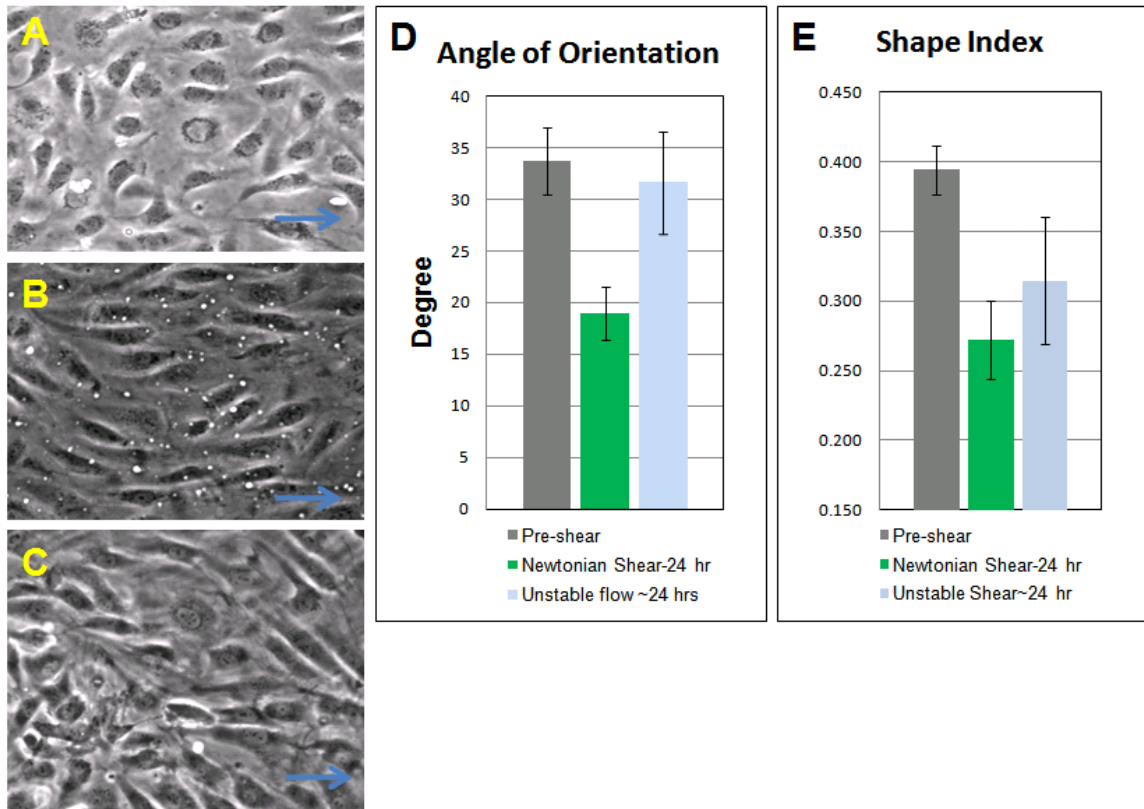 A
B
C
D Angle of Orientation
Degree
40
35
30
25
20
15
10
5
0
Pre-shear
Newtonian Shear-24 hr
Unstable flow ~24 hrs
E Shape Index
0.450
0.400
0.350
0.300
0.250
0.200
0.150
Pre-shear
Newtonian Shear-24 hr
Unstable Shear~24 hr